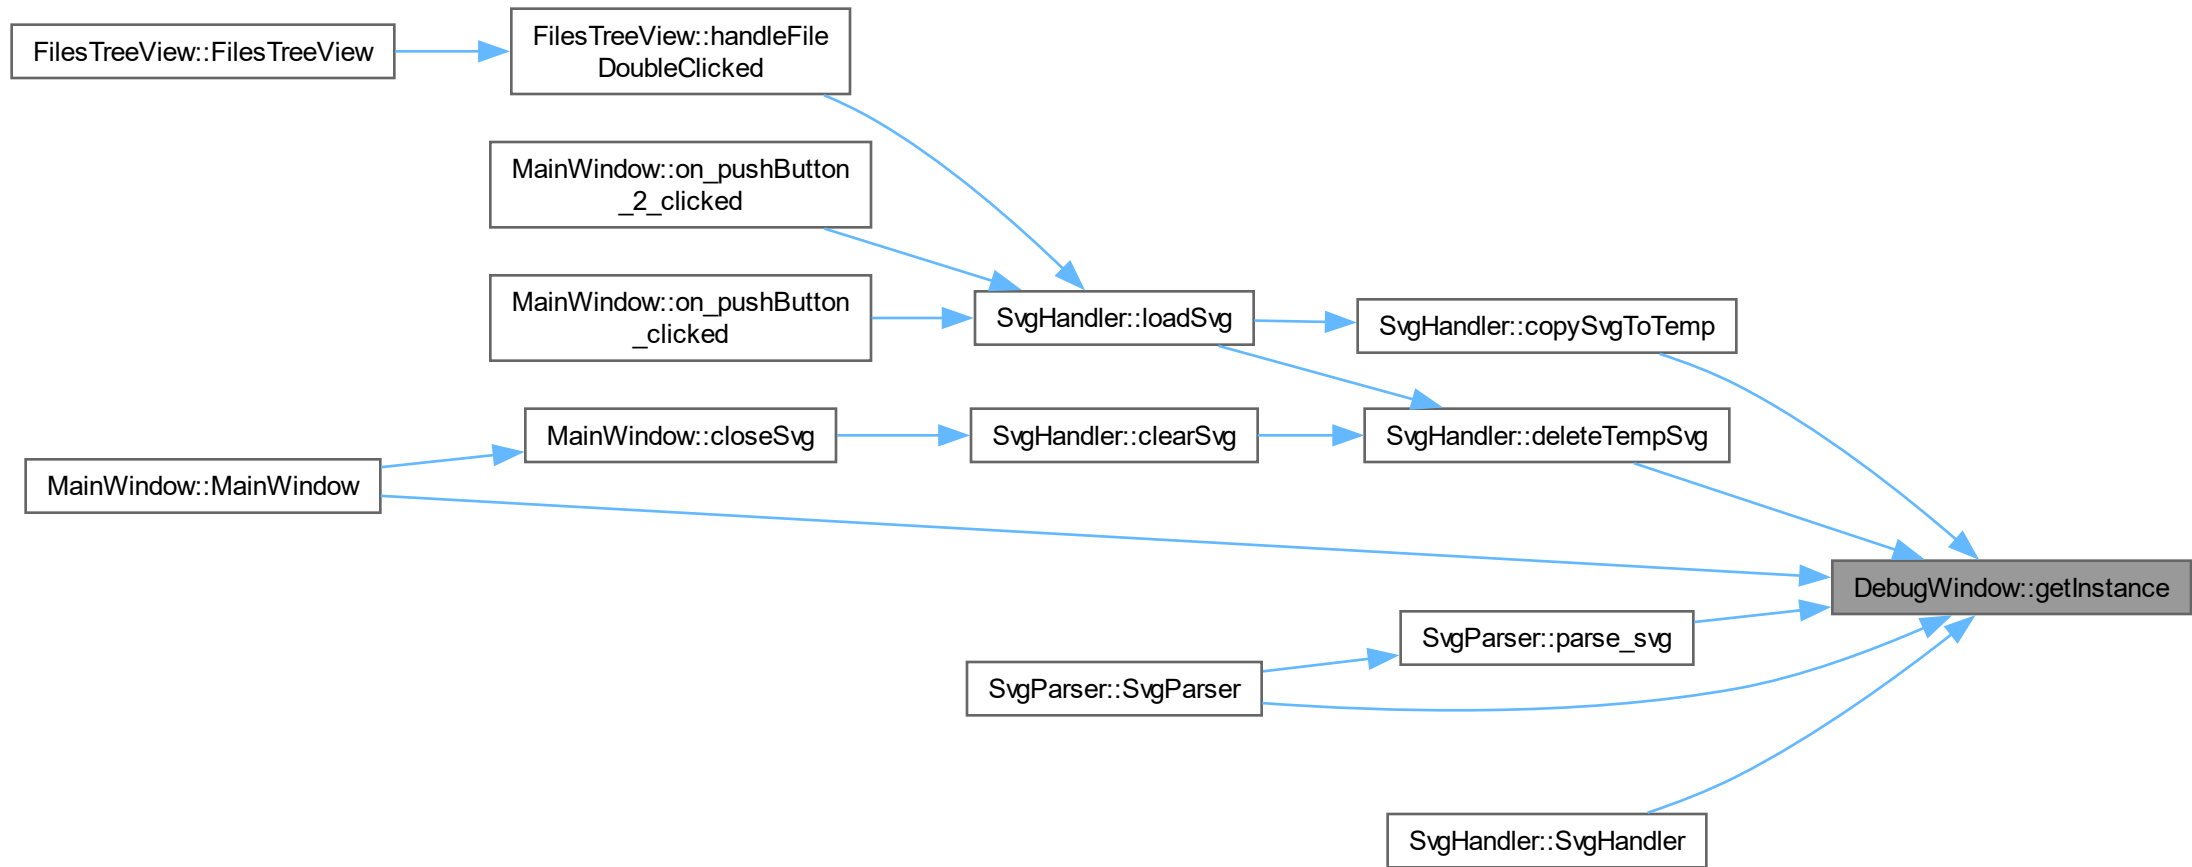 FilesTreeView::FilesTreeView
FilesTreeView::handleFile
DoubleClicked
MainWindow::on_pushButton
_2_clicked
MainWindow::on_pushButton
_clicked
SvgHandler::loadSvg
SvgHandler::copySvgToTemp
MainWindow::MainWindow
MainWindow::closeSvg
SvgHandler::clearSvg
SvgHandler::deleteTempSvg
DebugWindow::getInstance
SvgParser::parse_svg
SvgParser::SvgParser
SvgHandler::SvgHandler